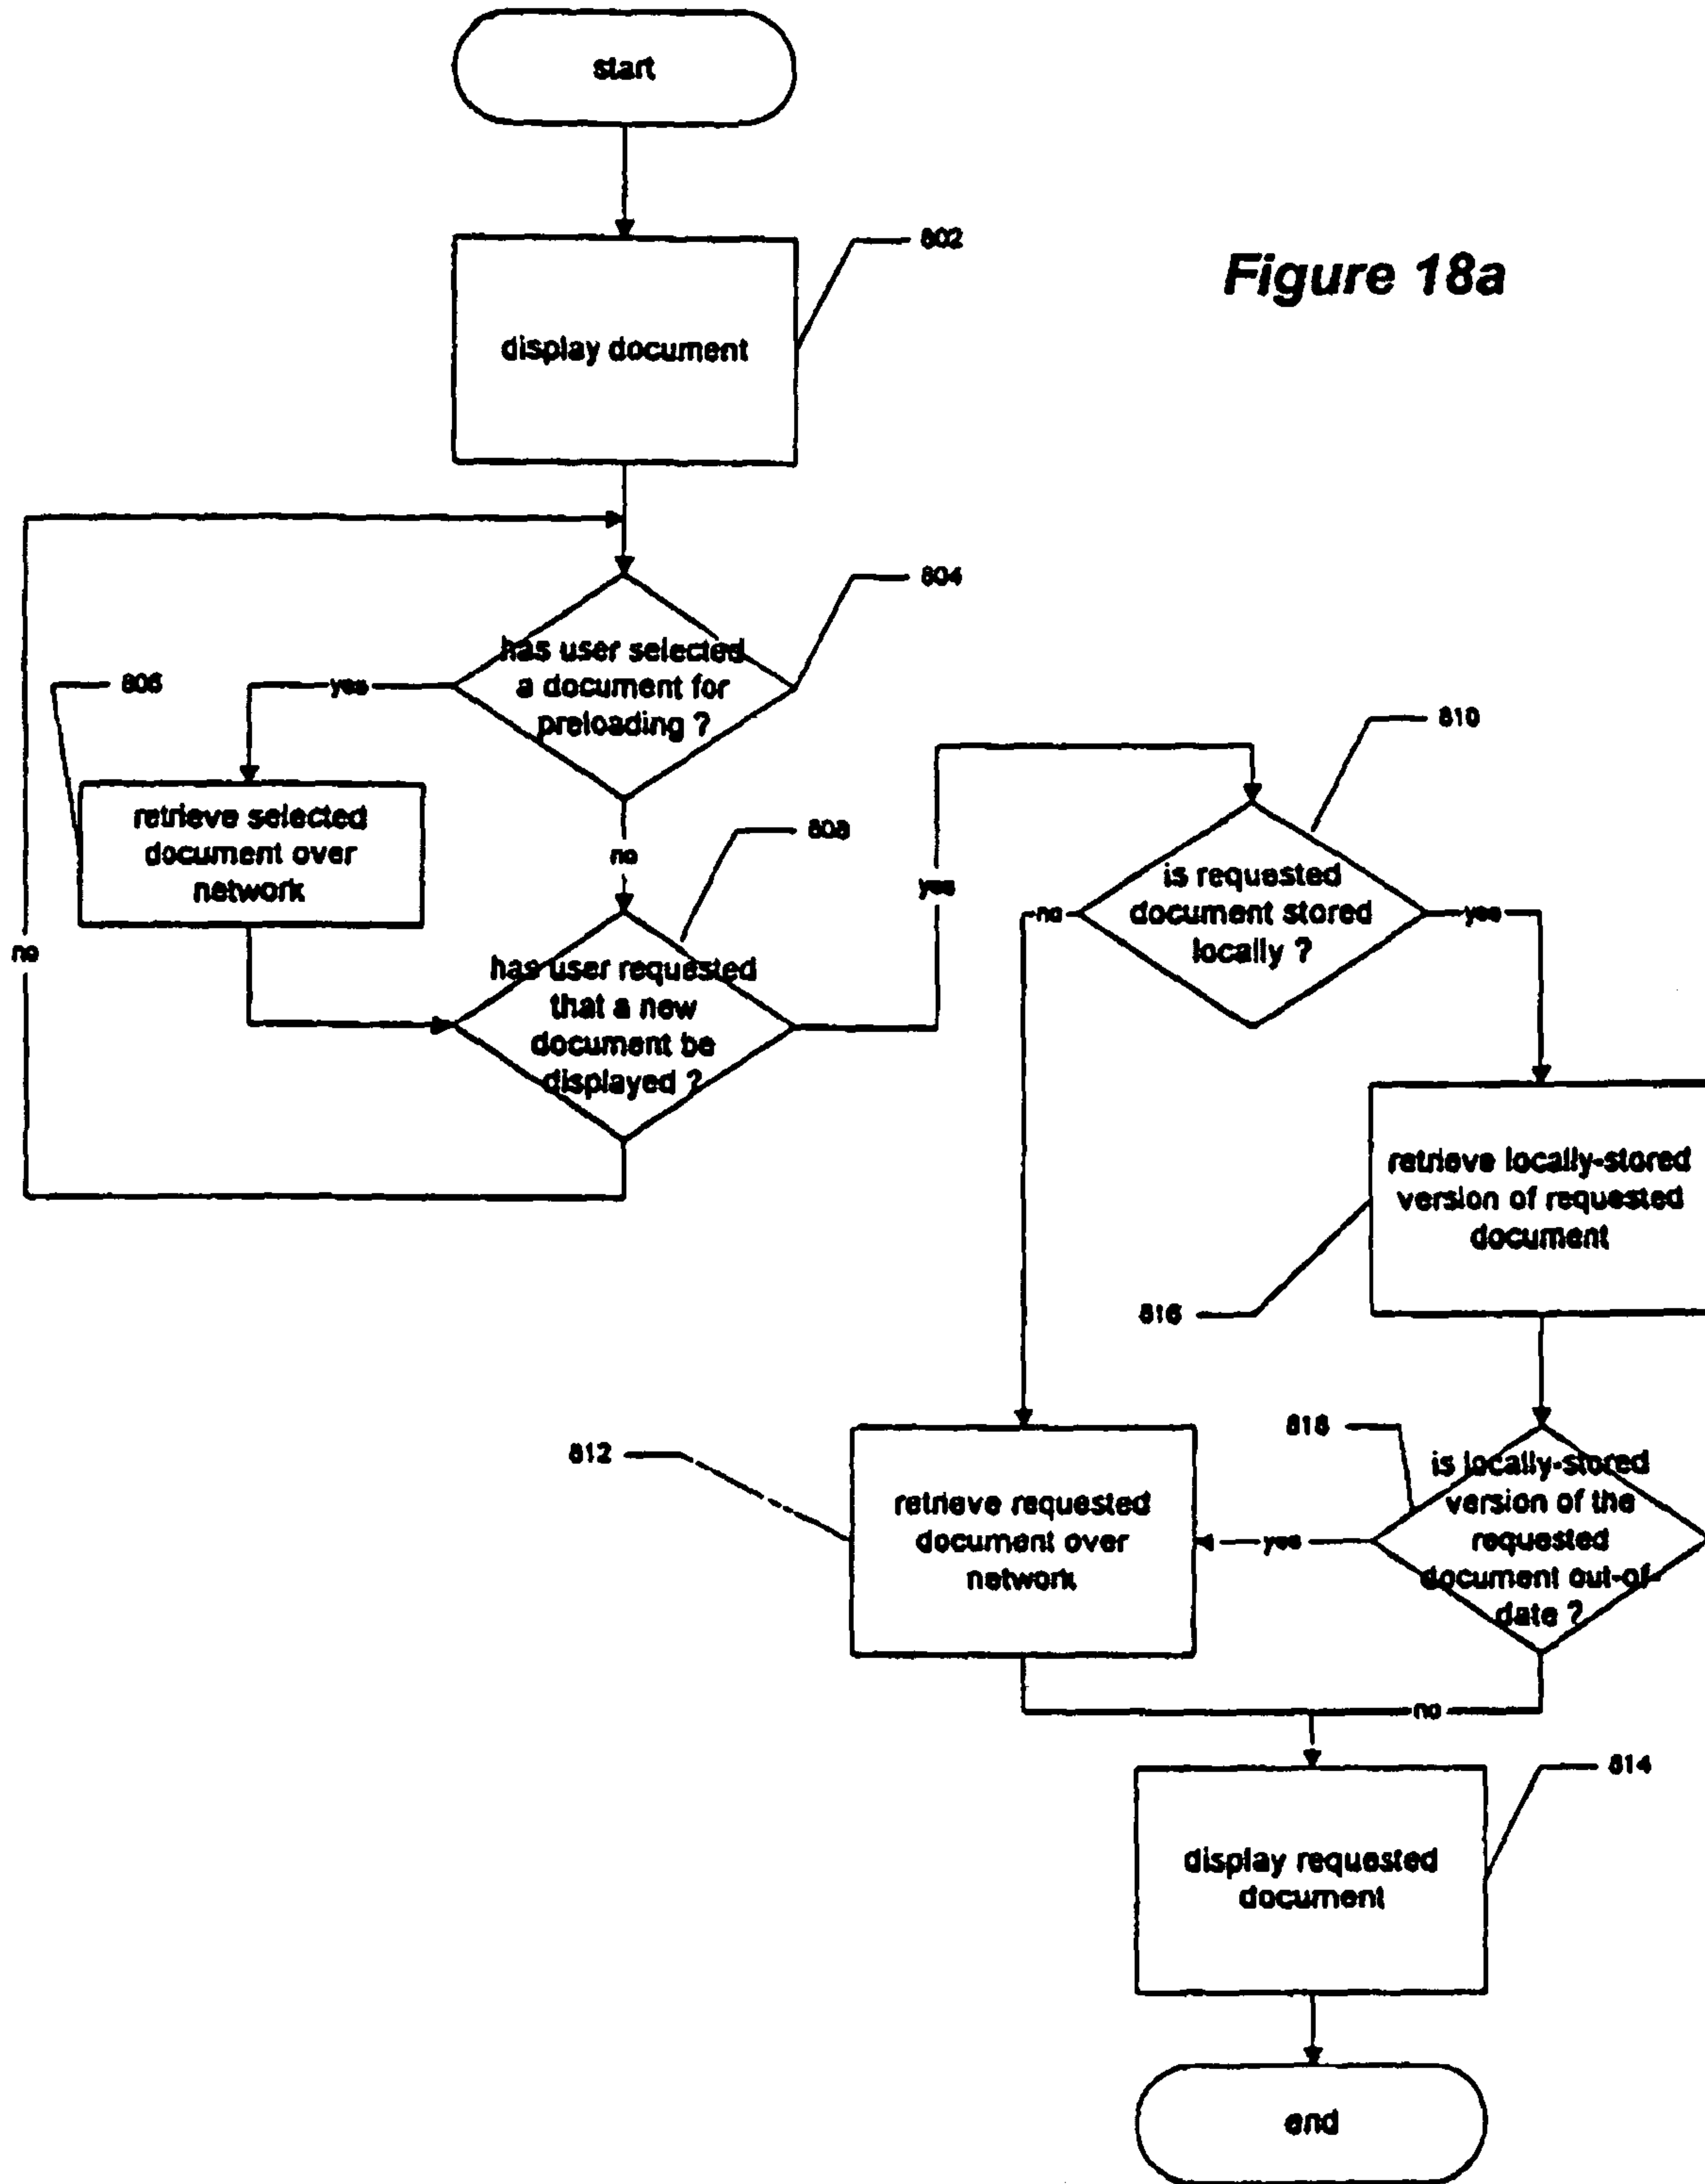 start
802
Figure 18a
display document
804
has user selected
a document for
preloading ?
806
yes
retrieve selected
document over
network
no
808
has user requested
that a new
document be
displayed ?
no
yes
810
is requested
document stored
locally ?
no
yes
retrieve locally-stored
version of requested
document
816
818
is locally-stored
version of the
requested
document out-of-
date ?
812
retrieve requested
document over
network
yes
no
814
display requested
document
end